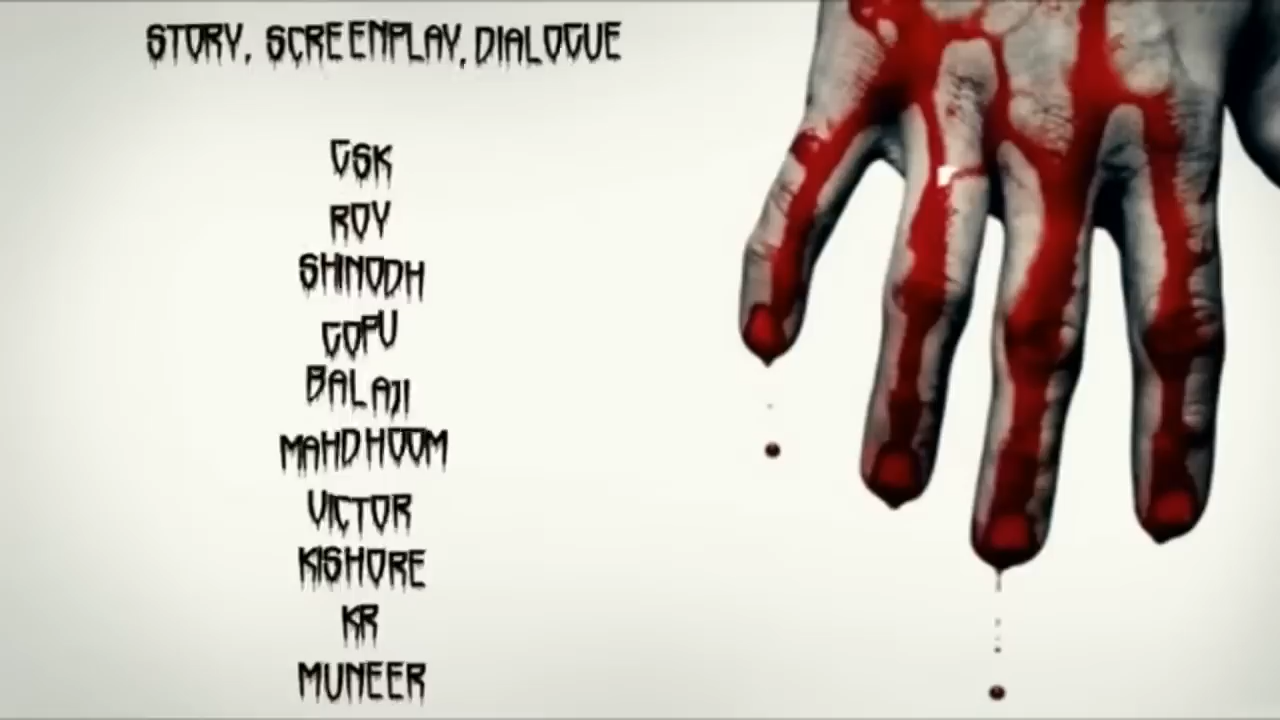 STORY, SCREENPLAY, DIALOGUE
GSK
ROY
SHINODH
GOPU
BALAJI
MAHDHOOM
VICTOR
KISHORE
KR
MUNEER